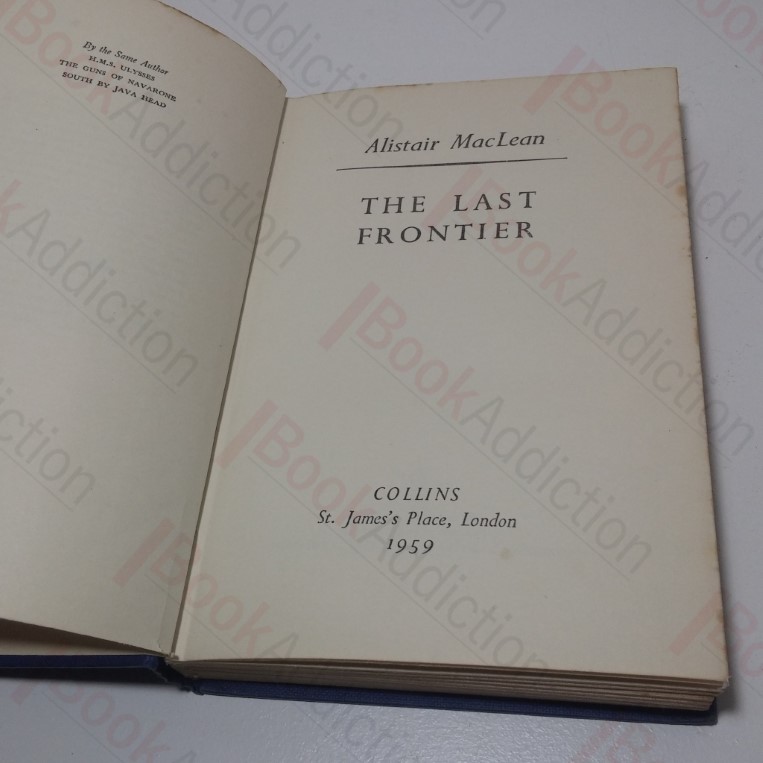 By the Same Author
H.M.S. ULYSSES
THE GUNS OF NAVARONE
SOUTH BY JAVA HEAD
Alistair MacLean
THE LAST
FRONTIER
COLLINS
St. James's Place, London
1959
BookAddiction